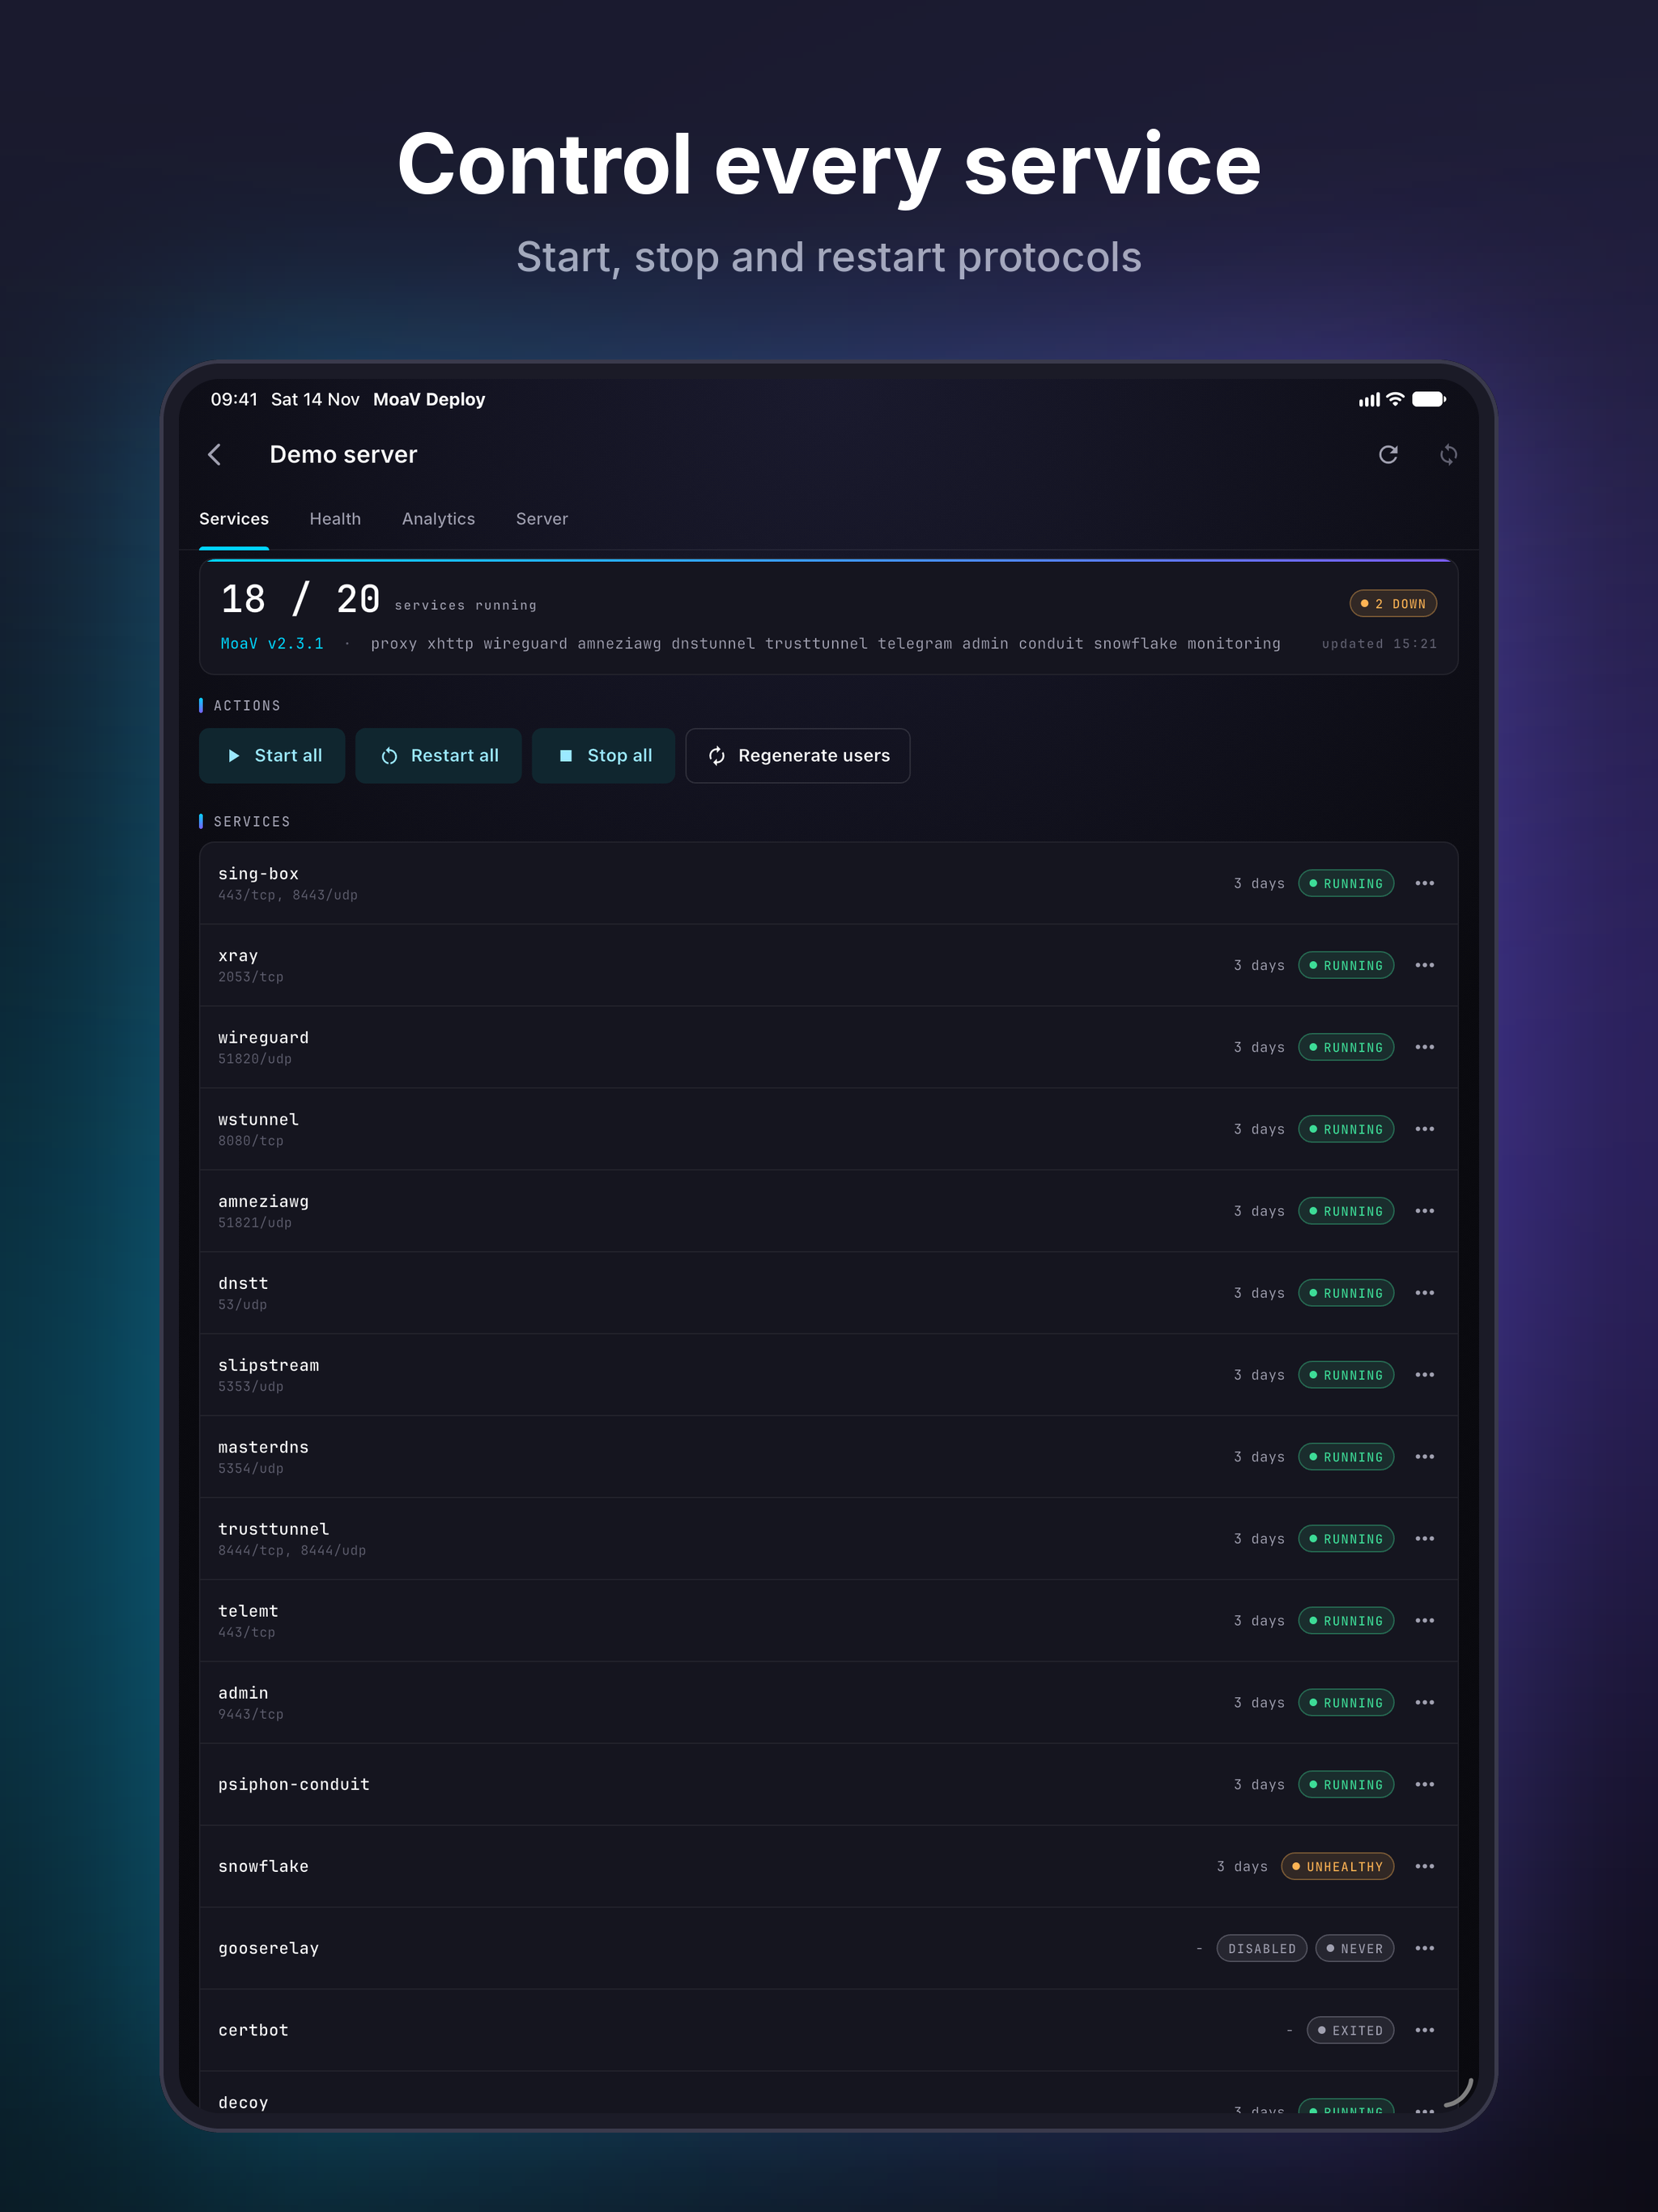 Control every service
Start, stop and restart protocols
09:41 Sat 14 Nov MoaV Deploy
Demo server
Services Health Analytics Server
18 / 20 services running 2 DOWN
MoaV v2.3.1 · proxy xhttp wireguard amneziawg dnstunnel trusttunnel telegram admin conduit snowflake monitoring updated 15:21
ACTIONS
Start all Restart all Stop all Regenerate users
SERVICES
sing-box
443/tcp, 8443/udp
3 days RUNNING
xray
2053/tcp
3 days RUNNING
wireguard
51820/udp
3 days RUNNING
wstunnel
8080/tcp
3 days RUNNING
amneziawg
51821/udp
3 days RUNNING
dnstt
53/udp
3 days RUNNING
slipstream
5353/udp
3 days RUNNING
masterdns
5354/udp
3 days RUNNING
trusttunnel
8444/tcp, 8444/udp
3 days RUNNING
telemt
443/tcp
3 days RUNNING
admin
9443/tcp
3 days RUNNING
psiphon-conduit 3 days RUNNING
snowflake 3 days UNHEALTHY
gooserelay - DISABLED NEVER
certbot - EXITED
decoy
3 days RUNNING